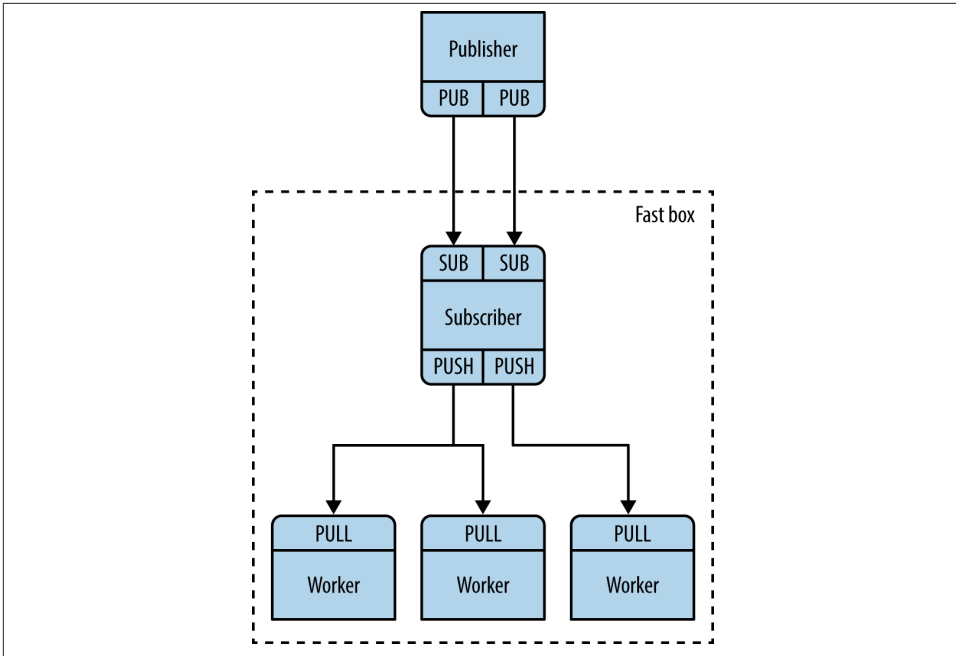 Publisher
PUB PUB
Fast box
SUB SUB
Subscriber
PUSH PUSH
PULL PULL PULL
Worker Worker Worker